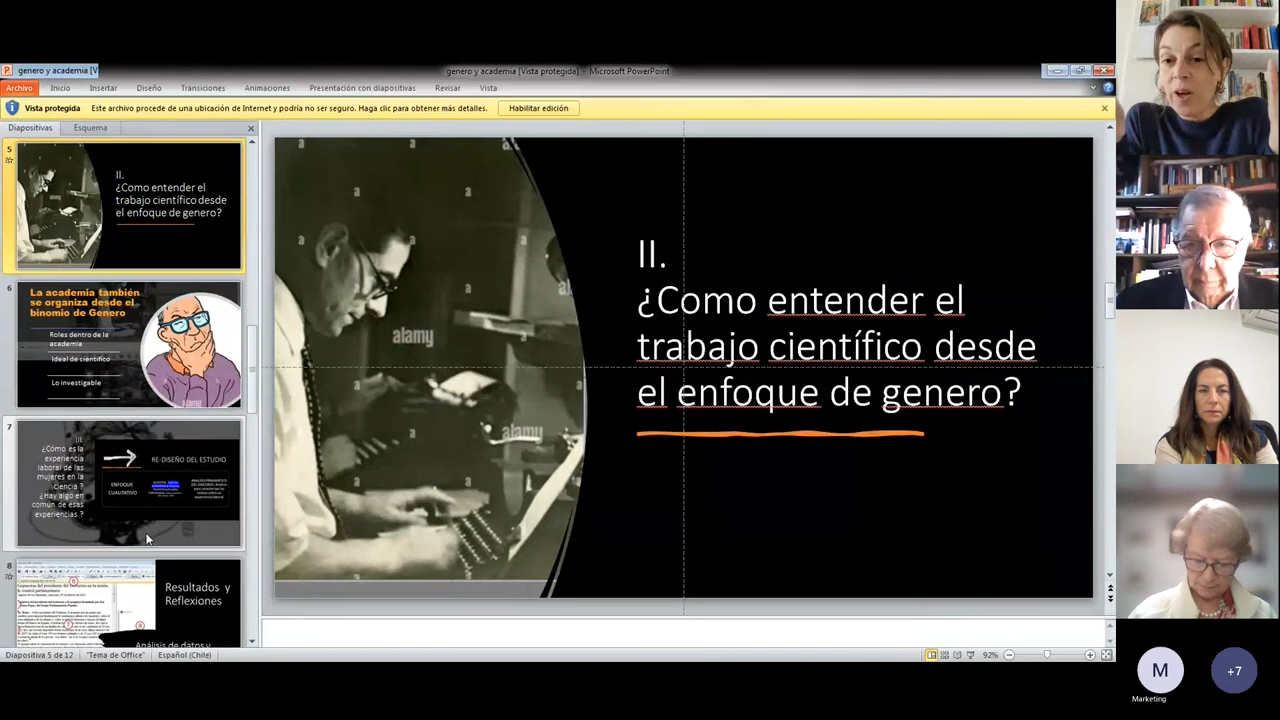 genero y academia [V
genero y academia [Vista protegida] - Microsoft PowerPoint
Archivo Inicio Insertar Diseño Transiciones Animaciones Presentación con diapositivas Revisar Vista
Vista protegida Este archivo procede de una ubicación de Internet y podría no ser seguro. Haga clic para obtener más detalles. Habilitar edición
Diapositivas Esquema
5
II.
¿Como entender el
trabajo científico desde
el enfoque de genero?
6
La academia también
se organiza desde el
binomio de Genero
Roles dentro de la
academia
Ideal de científico
Lo investigable
7
III.
¿Cómo es la
experiencia
laboral de las
mujeres en la
ciencia ?
¿Hay algo en
común de esas
experiencias ?
RE-DISEÑO DEL ESTUDIO
ENFOQUE
CUALITATIVO
8
Resultados y
Reflexiones
Análisis de datos y
II.
¿Como entender el
trabajo científico desde
el enfoque de genero?
alamy
alamy
a
a
a
a
a
a
a
a
Diapositiva 5 de 12 "Tema de Office" Español (Chile) 92%
M
Marketing
+7